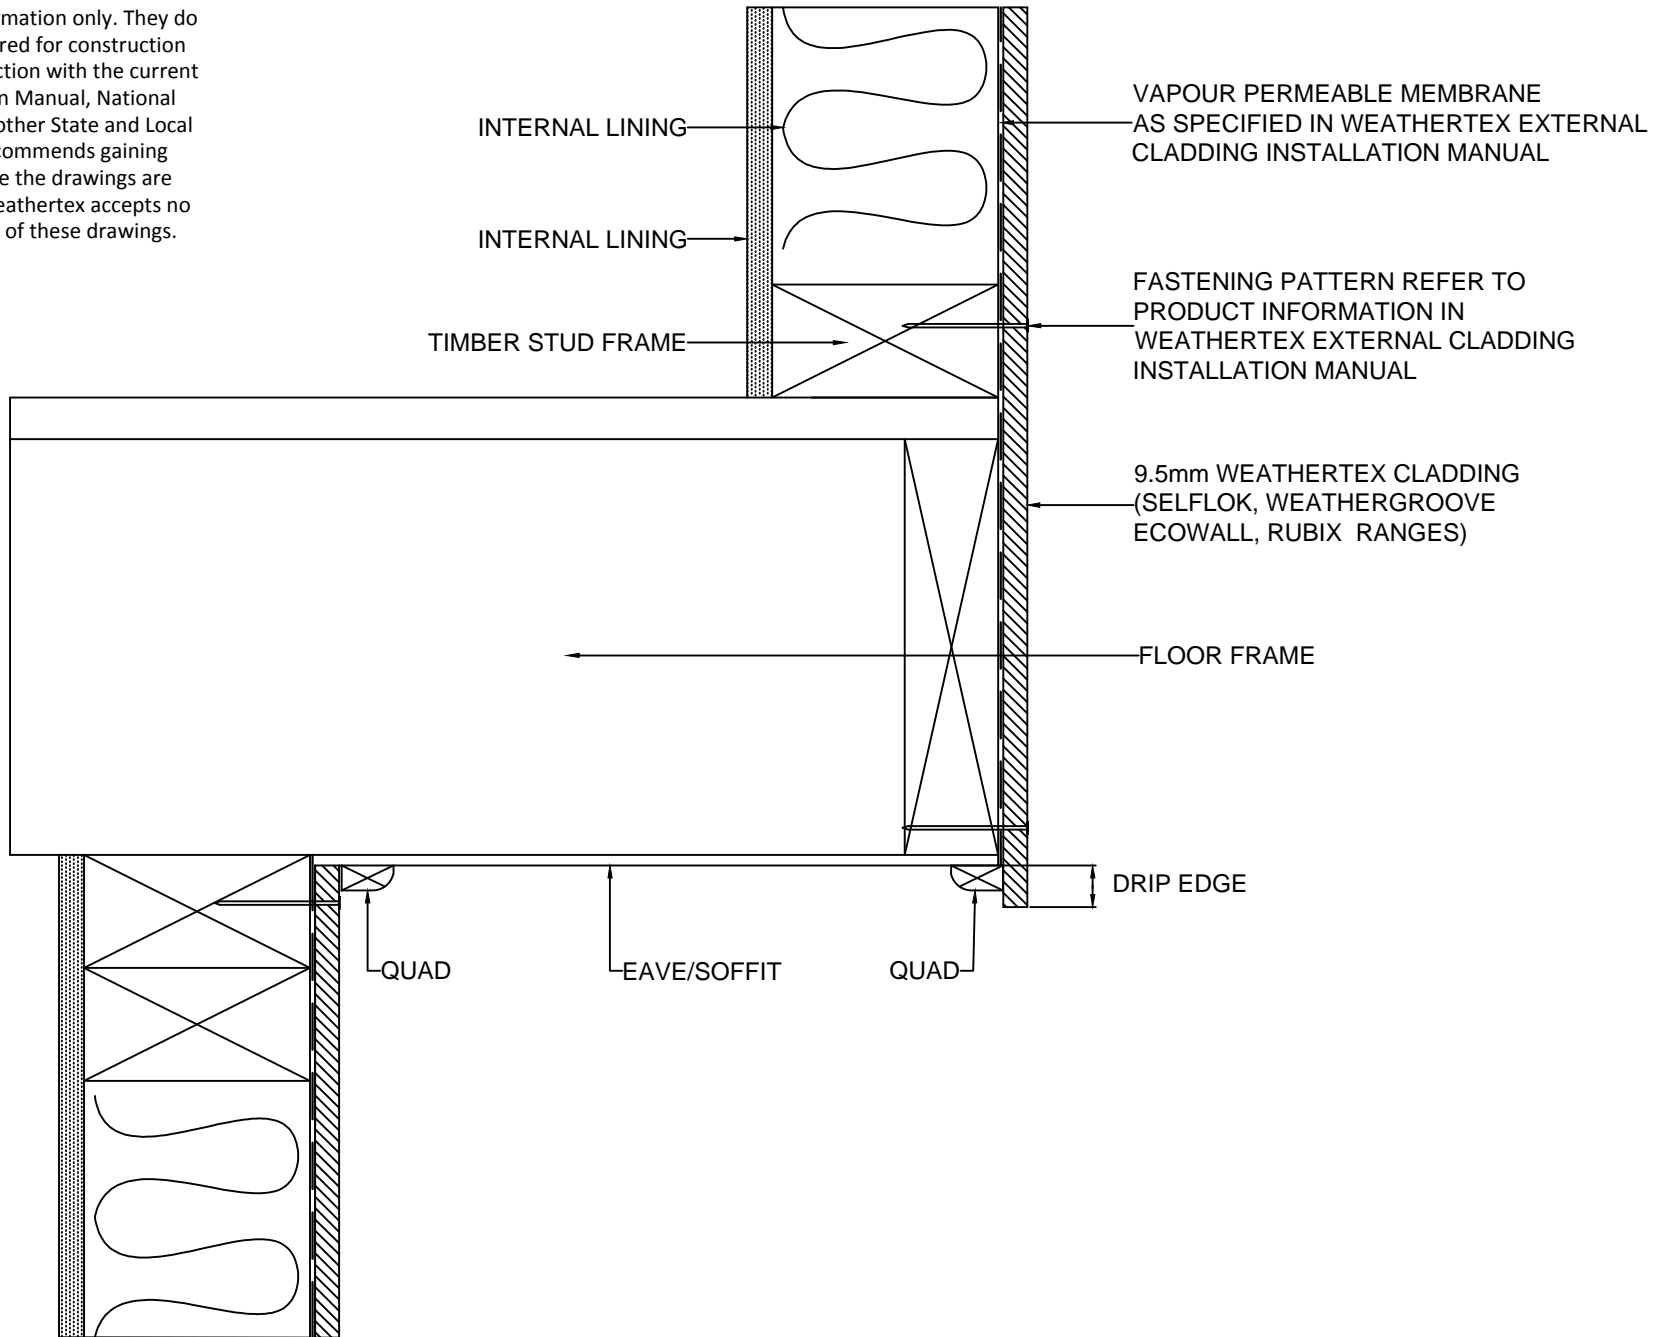 rmation only. They do
red for construction
ction with the current
n Manual, National
other State and Local
commends gaining
e the drawings are
eathertex accepts no
of these drawings.
INTERNAL LINING
INTERNAL LINING
TIMBER STUD FRAME
VAPOUR PERMEABLE MEMBRANE
AS SPECIFIED IN WEATHERTEX EXTERNAL
CLADDING INSTALLATION MANUAL
FASTENING PATTERN REFER TO
PRODUCT INFORMATION IN
WEATHERTEX EXTERNAL CLADDING
INSTALLATION MANUAL
9.5mm WEATHERTEX CLADDING
(SELFLOK, WEATHERGROOVE
ECOWALL, RUBIX RANGES)
FLOOR FRAME
DRIP EDGE
QUAD
EAVE/SOFFIT
QUAD